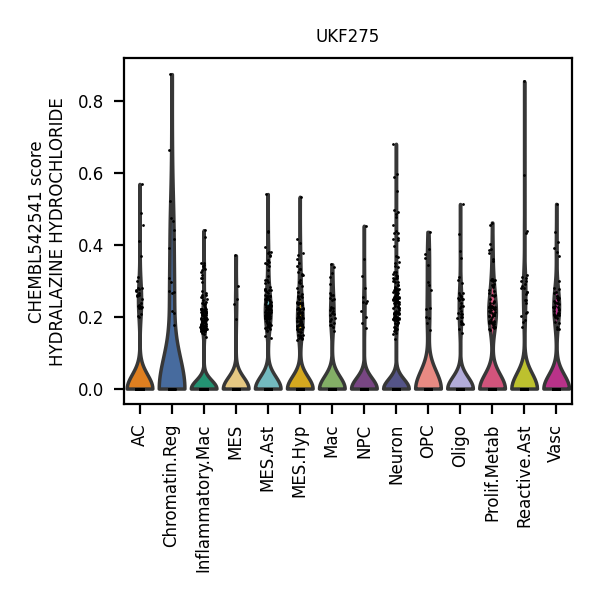 UKF275
CHEMBL542541 score
HYDRALAZINE HYDROCHLORIDE
0.8
0.6
0.4
0.2
0.0
AC
Chromatin.Reg
Inflammatory.Mac
MES
MES.Ast
MES.Hyp
Mac
NPC
Neuron
OPC
Oligo
Prolif.Metab
Reactive.Ast
Vasc